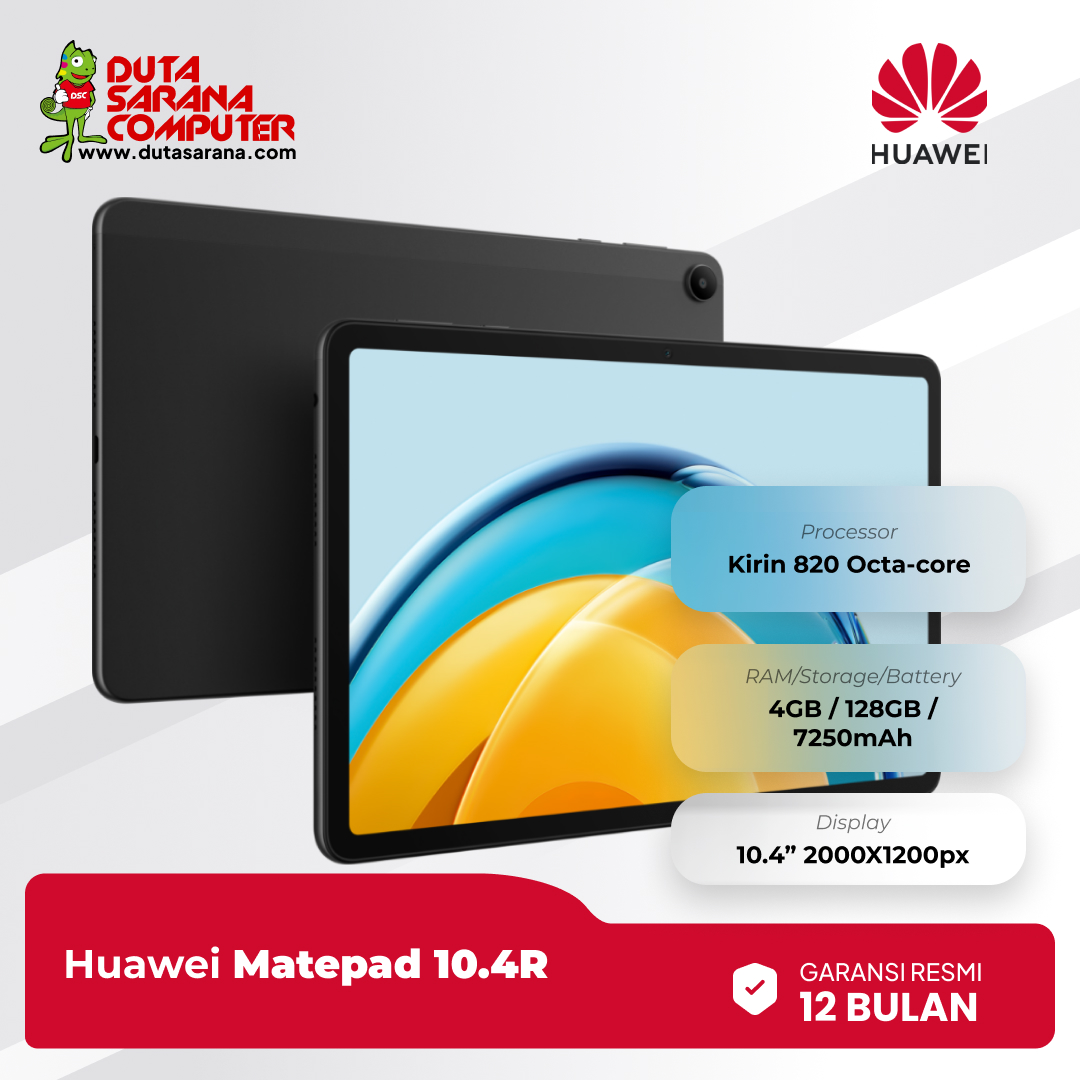 DUTA
SARANA
COMPUTER
www.dutasarana.com
DSC
HUAWEI
Processor
Kirin 820 Octa-core
RAM/Storage/Battery
4GB / 128GB /
7250mAh
Display
10.4” 2000X1200px
Huawei Matepad 10.4R
GARANSI RESMI
12 BULAN